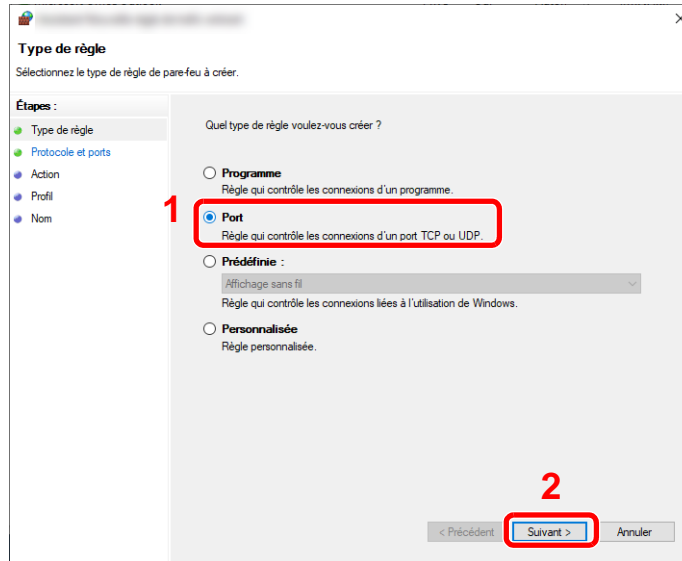 Type de règle
Sélectionnez le type de règle de pare-feu à créer.
Étapes :
Type de règle
Protocole et ports
Action
Profil
Nom
Quel type de règle voulez-vous créer ?
Programme
Règle qui contrôle les connexions d'un programme.
1
Port
Règle qui contrôle les connexions d'un port TCP ou UDP.
Prédéfinie :
Affichage sans fil
Règle qui contrôle les connexions liées à l'utilisation de Windows.
Personnalisée
Règle personnalisée.
2
< Précédent Suivant > Annuler